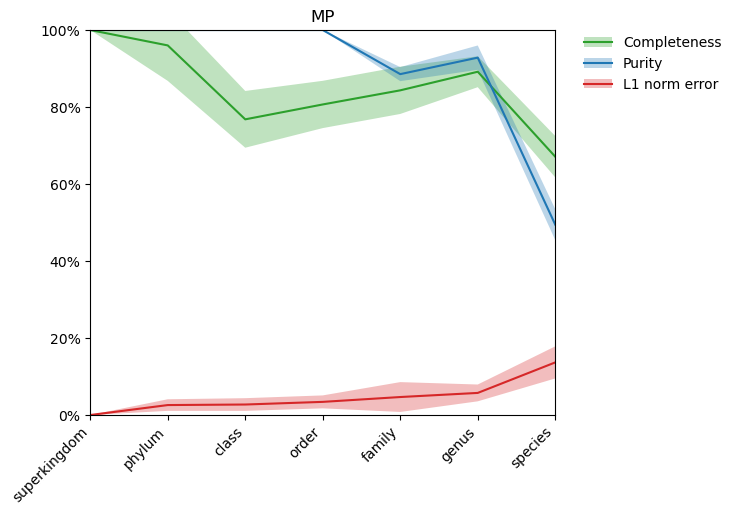 MP
100%
80%
60%
40%
20%
0%
superkingdom
phylum
class
order
family
genus
species
Completeness
Purity
L1 norm error